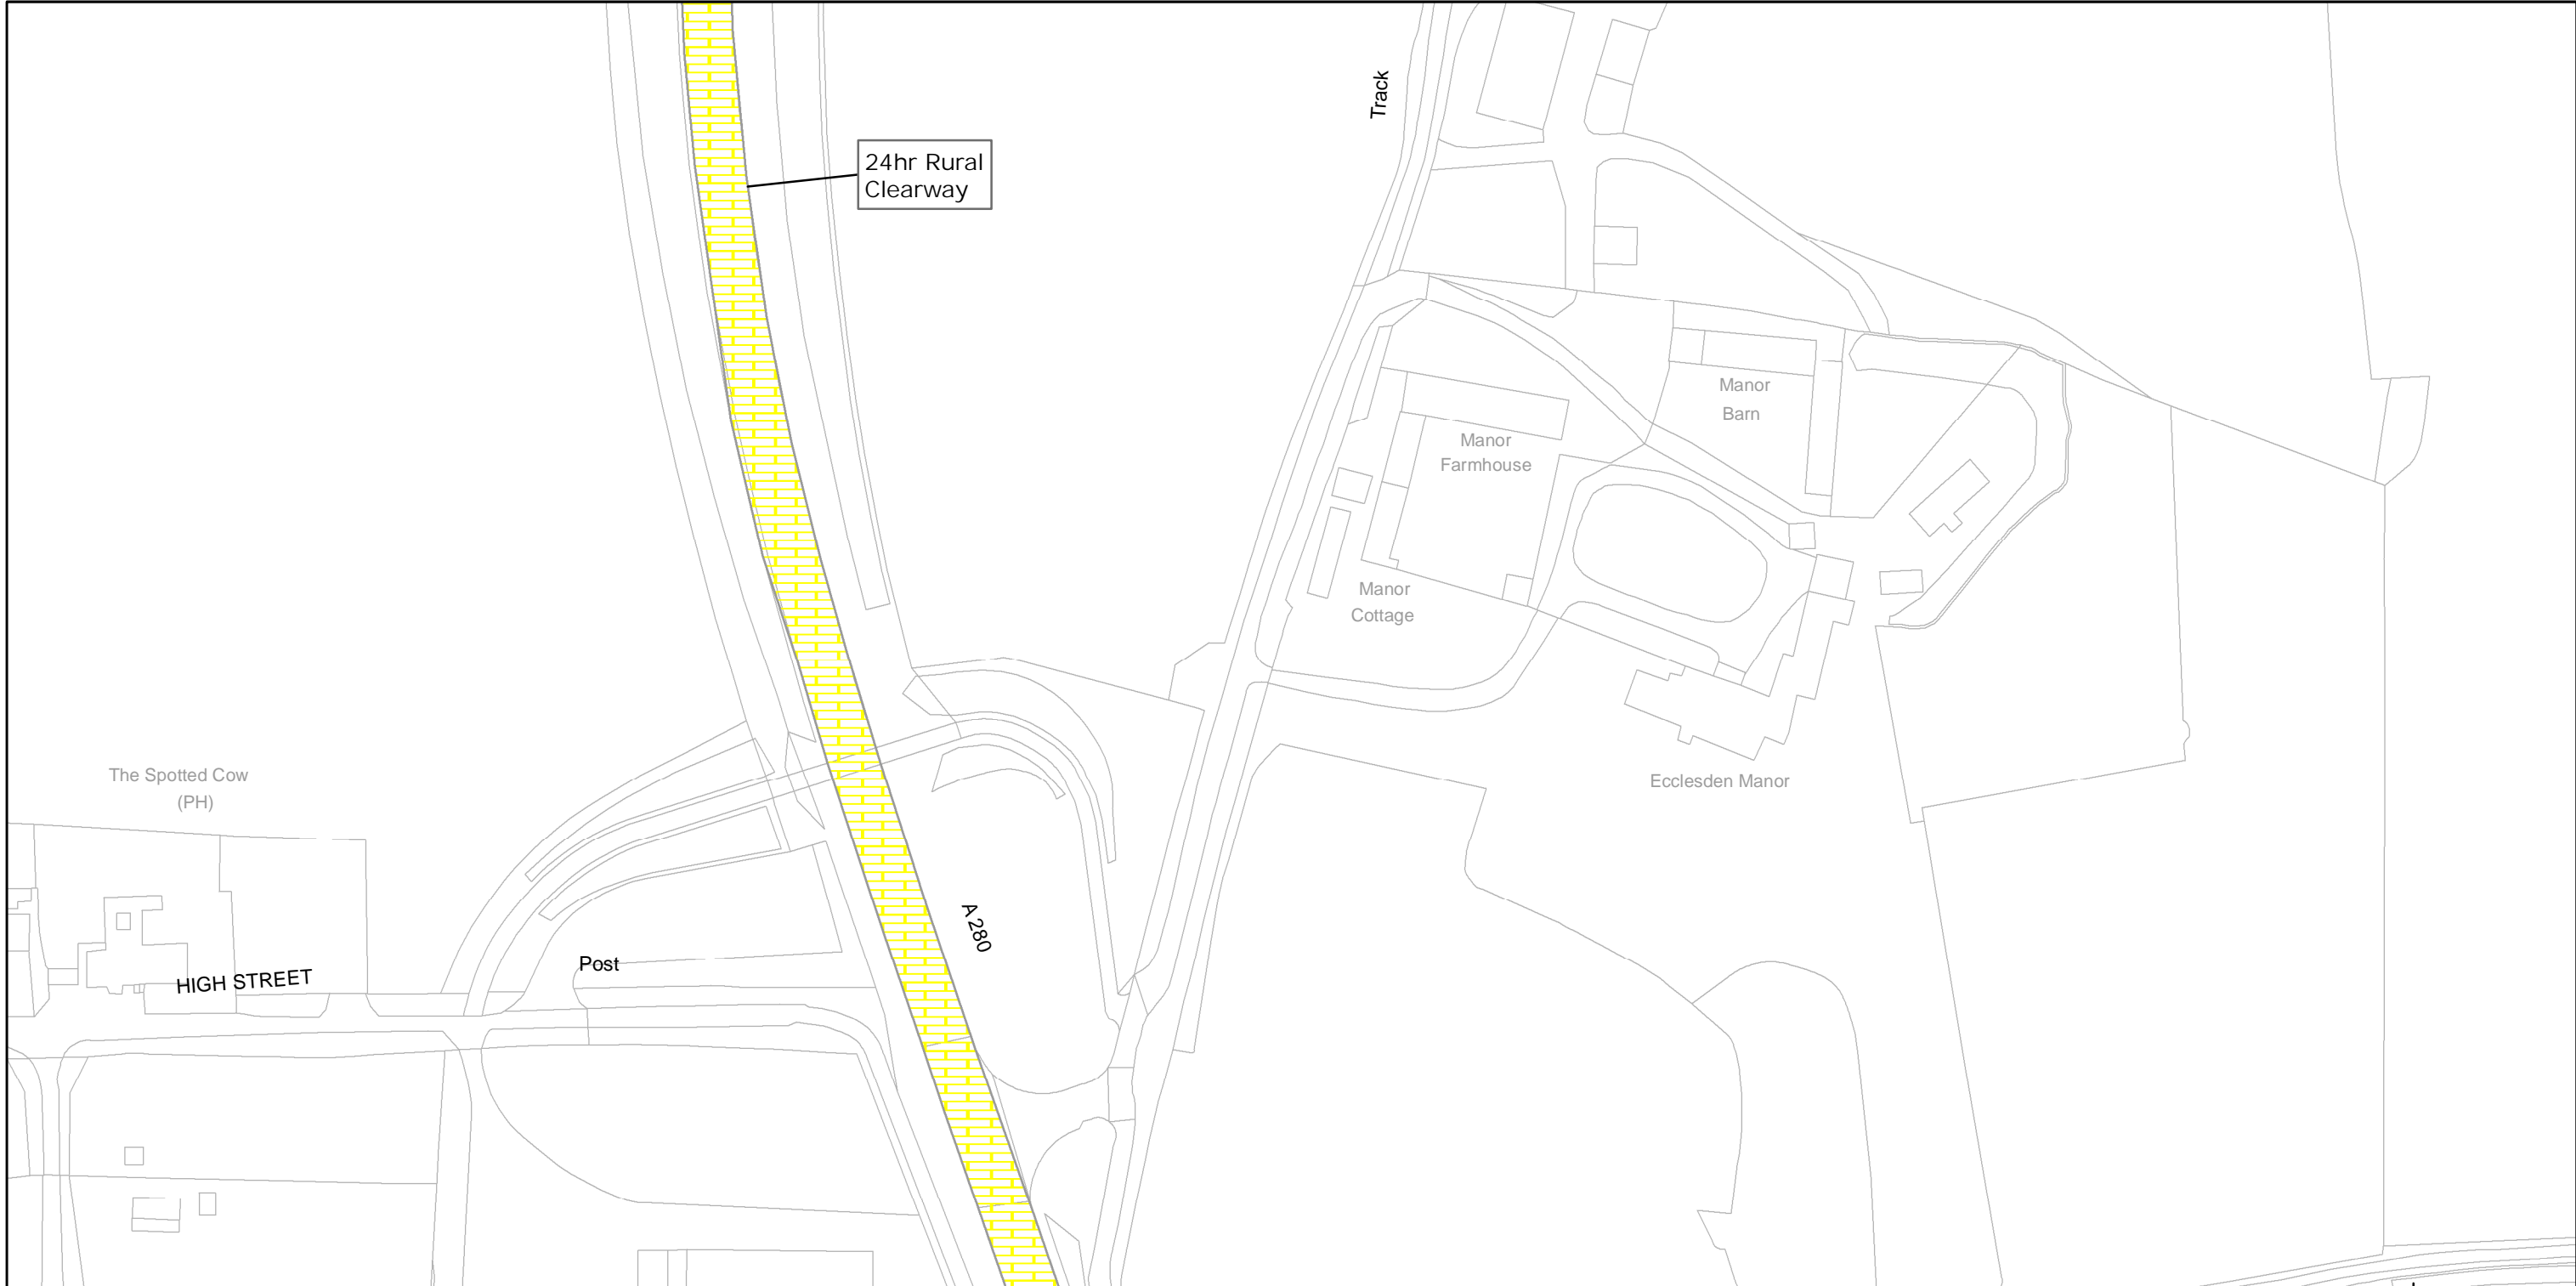 Track
24hr Rural
Clearway
Manor
Barn
Manor
Farmhouse
Manor
Cottage
The Spotted Cow
(PH)
Ecclesden Manor
A 280
Post
HIGH STREET